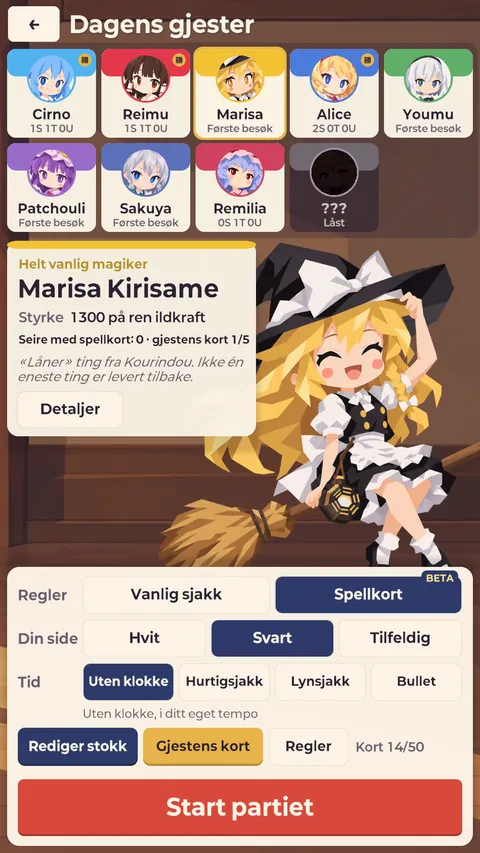 Dagens gjester
Cirno
1S 1T 0U
Reimu
1S 1T 0U
Marisa
Første besøk
Alice
2S 0T 0U
Youmu
Første besøk
Patchouli
Første besøk
Sakuya
Første besøk
Remilia
0S 1T 0U
???
Låst
Helt vanlig magiker
Marisa Kirisame
Styrke 1300 på ren ildkraft
Seire med spellkort: 0 · gjestens kort 1/5
«Låner» ting fra Kourindou. Ikke én
eneste ting er levert tilbake.
Detaljer
BETA
Regler Vanlig sjakk Spellkort
Din side Hvit Svart Tilfeldig
Tid Uten klokke Hurtigsjakk Lynsjakk Bullet
Uten klokke, i ditt eget tempo
Rediger stokk Gjestens kort Regler Kort 14/50
Start partiet